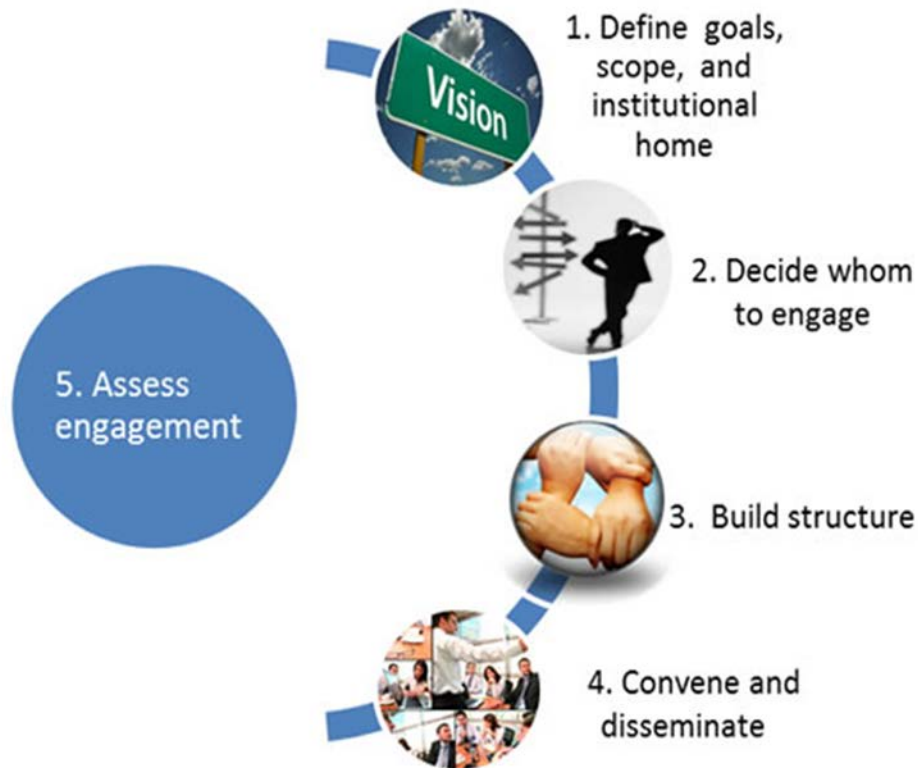 Vision
1. Define goals,
scope, and
institutional
home
2. Decide whom
to engage
3. Build structure
4. Convene and
disseminate
5. Assess
engagement